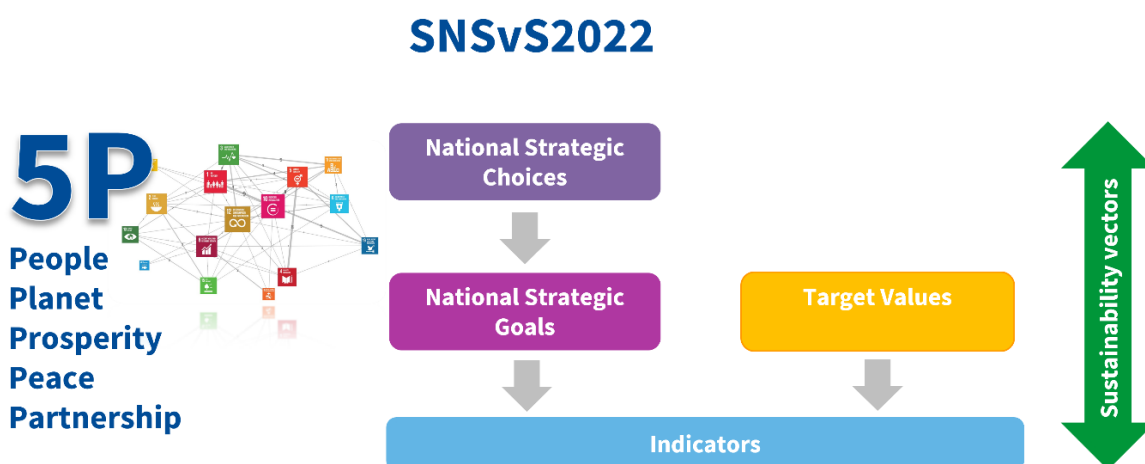 SNSvS2022
5P
People
Planet
Prosperity
Peace
Partnership
National Strategic
Choices
National Strategic
Goals
Target Values
Indicators
Sustainability vectors